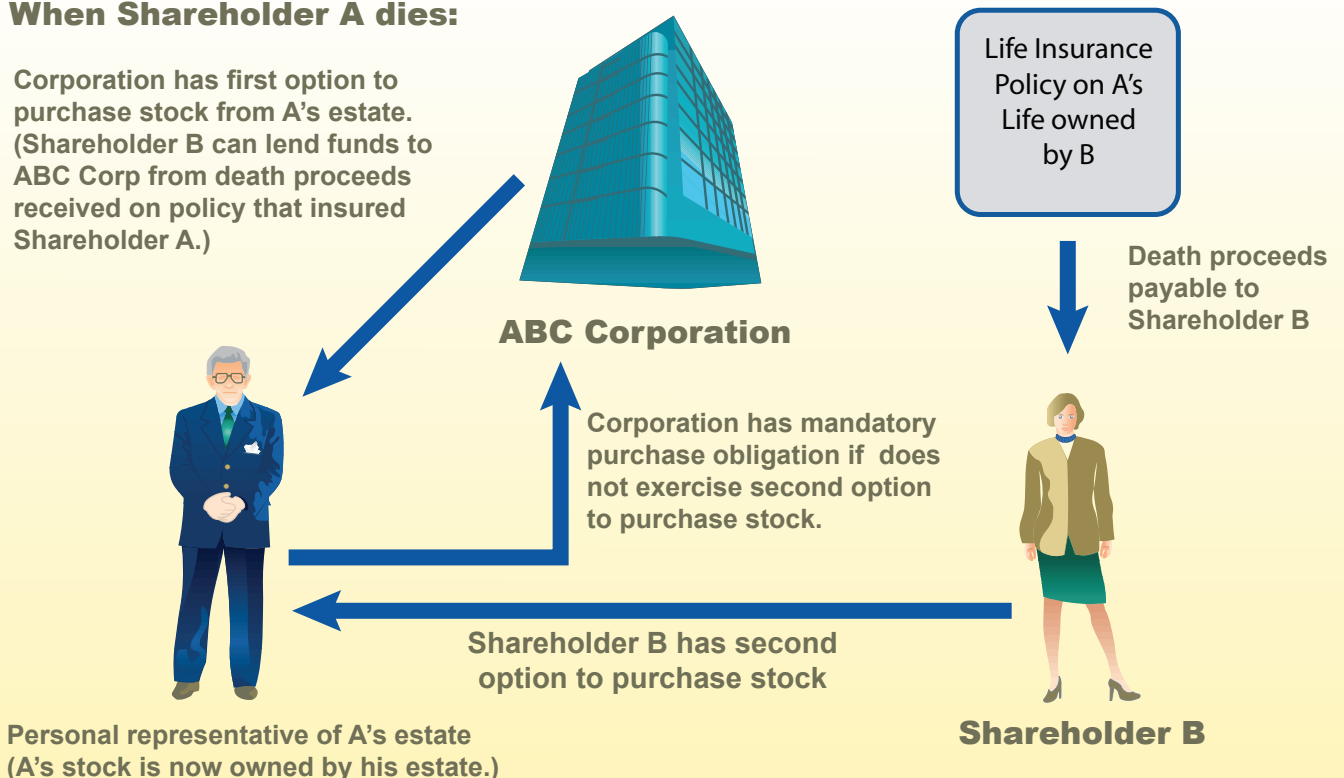 When Shareholder A dies:
Corporation has first option to
purchase stock from A's estate.
(Shareholder B can lend funds to
ABC Corp from death proceeds
received on policy that insured
Shareholder A.)
ABC Corporation
Life Insurance
Policy on A's
Life owned
by B
Death proceeds
payable to
Shareholder B
Corporation has mandatory
purchase obligation if  does
not exercise second option
to purchase stock.
Shareholder B has second
option to purchase stock
Personal representative of A's estate
(A's stock is now owned by his estate.)
Shareholder B